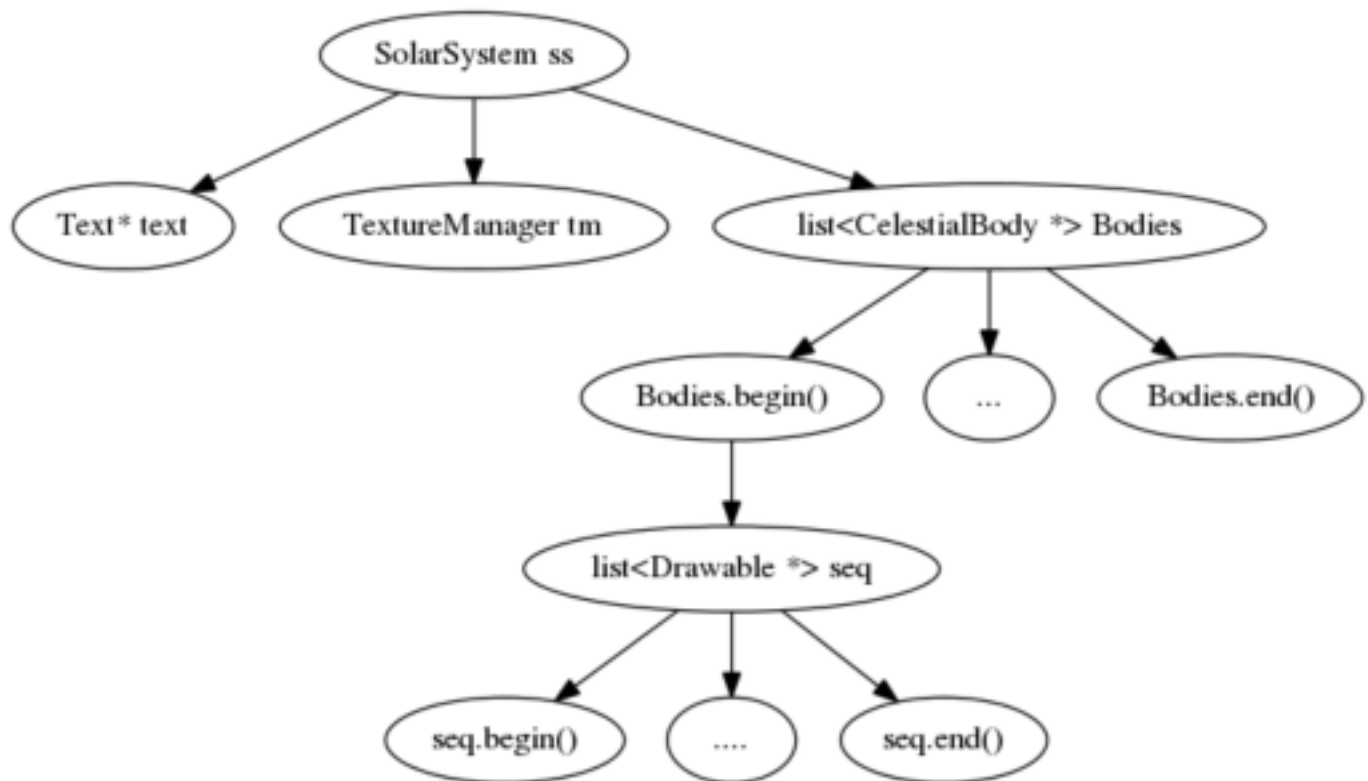 SolarSystem ss
Text* text
TextureManager tm
list<CelestialBody *> Bodies
Bodies.begin()
...
Bodies.end()
list<Drawable *> seq
seq.begin()
....
seq.end()